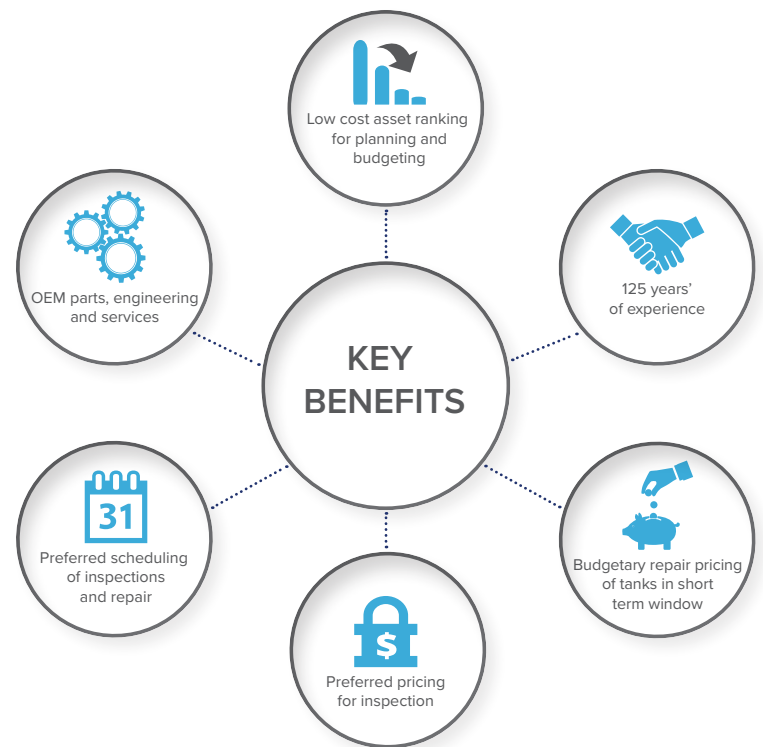 Low cost asset ranking
for planning and
budgeting
OEM parts, engineering
and services
125 years’
of experience
KEY
BENEFITS
31
Preferred scheduling
of inspections
and repair
Budgetary repair pricing
of tanks in short
term window
$
Preferred pricing
for inspection